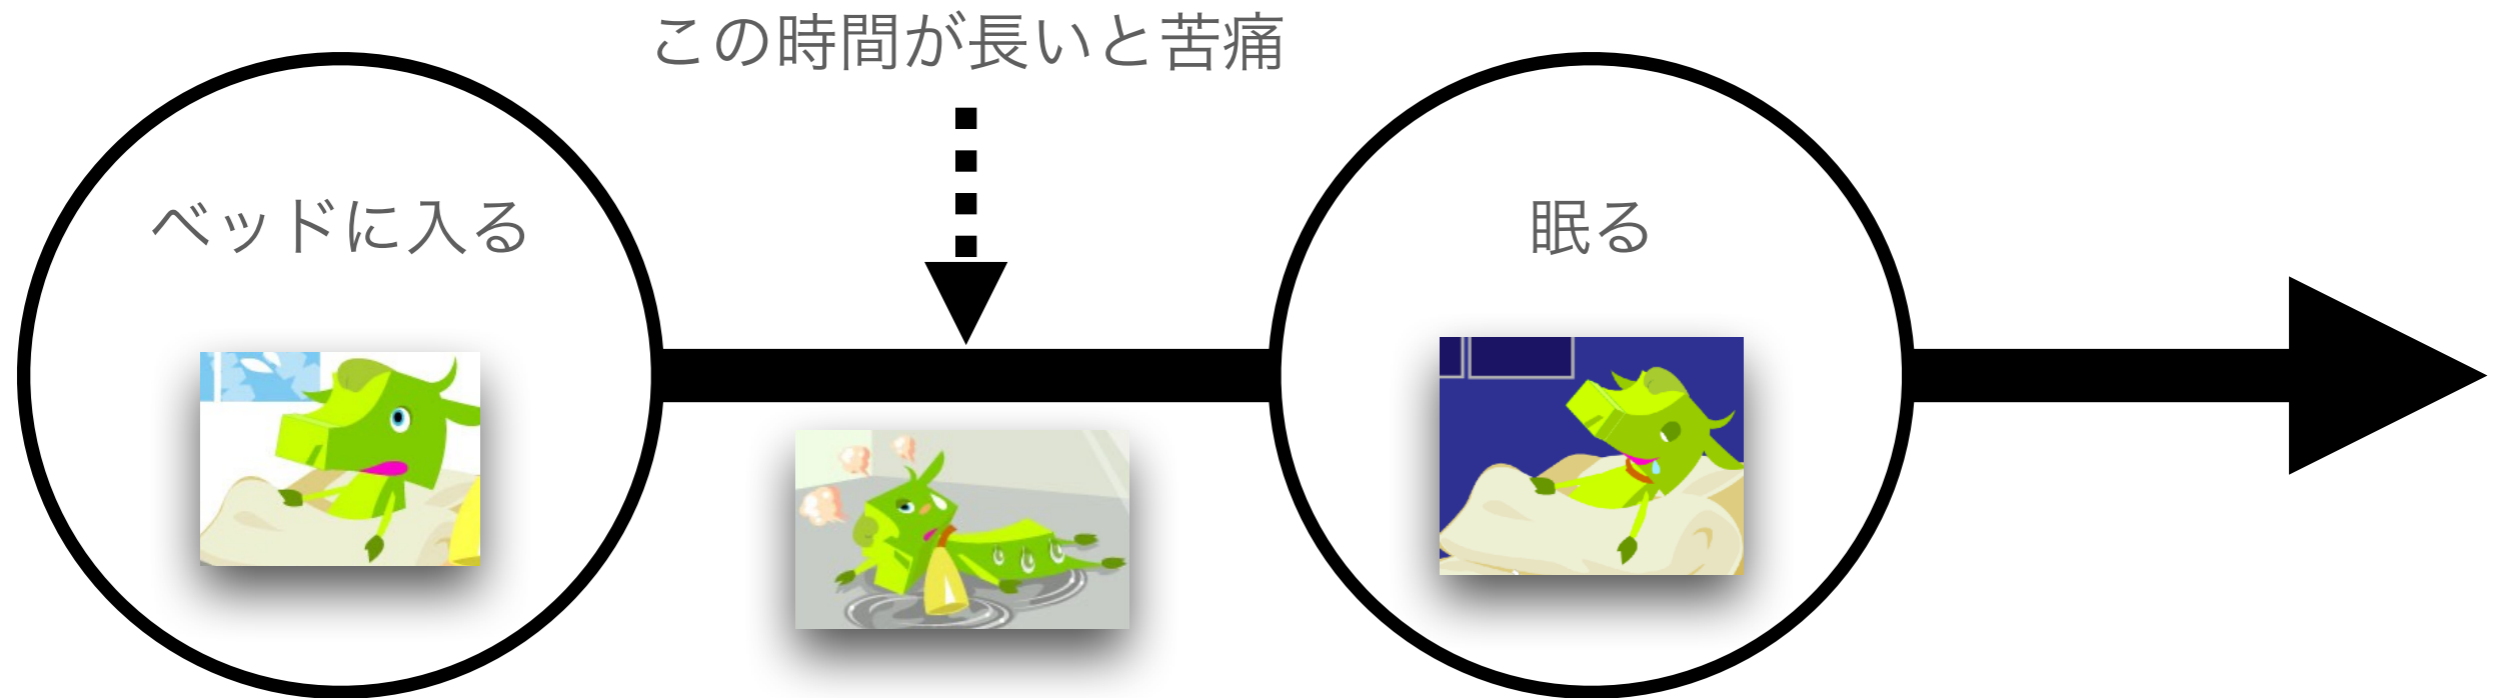 この時間が長いと苦痛
ベッドに入る
眠る